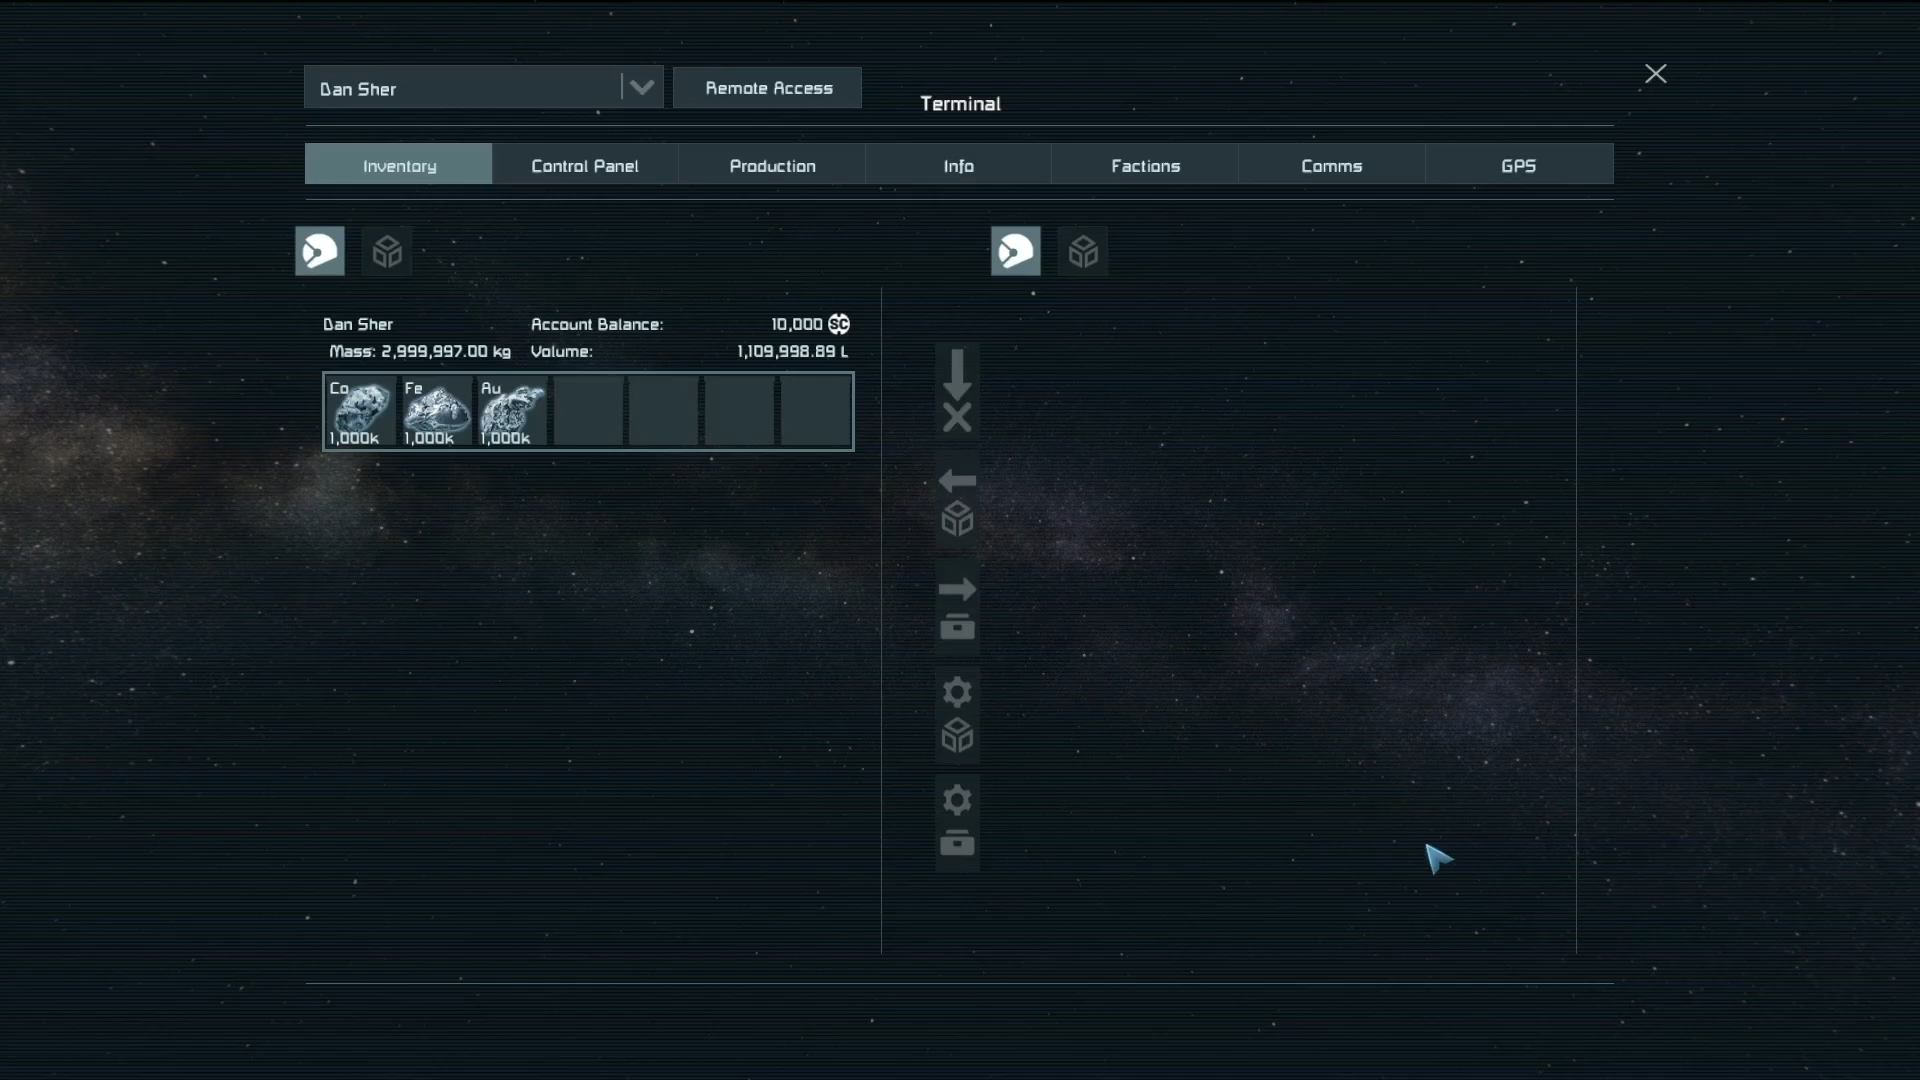 Dan Sher
Remote Access
Terminal
Inventory
Control Panel
Production
Info
Factions
Comms
GPS
Dan Sher
Account Balance:
10,000 SC
Mass: 2,999,997.00 kg
Volume:
1,109,998.89 L
Co
Fe
Au
1,000k
1,000k
1,000k